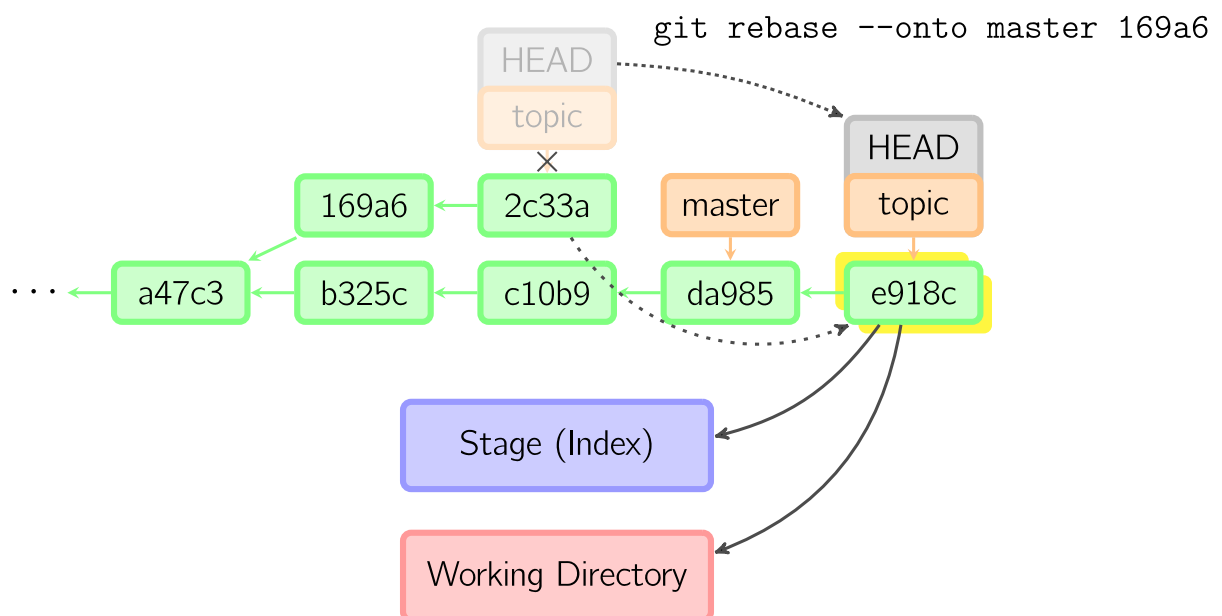 git rebase --onto master 169a6
HEAD
topic
HEAD
169a6
2c33a
master
topic
...
a47c3
b325c
c10b9
da985
e918c
Stage (Index)
Working Directory